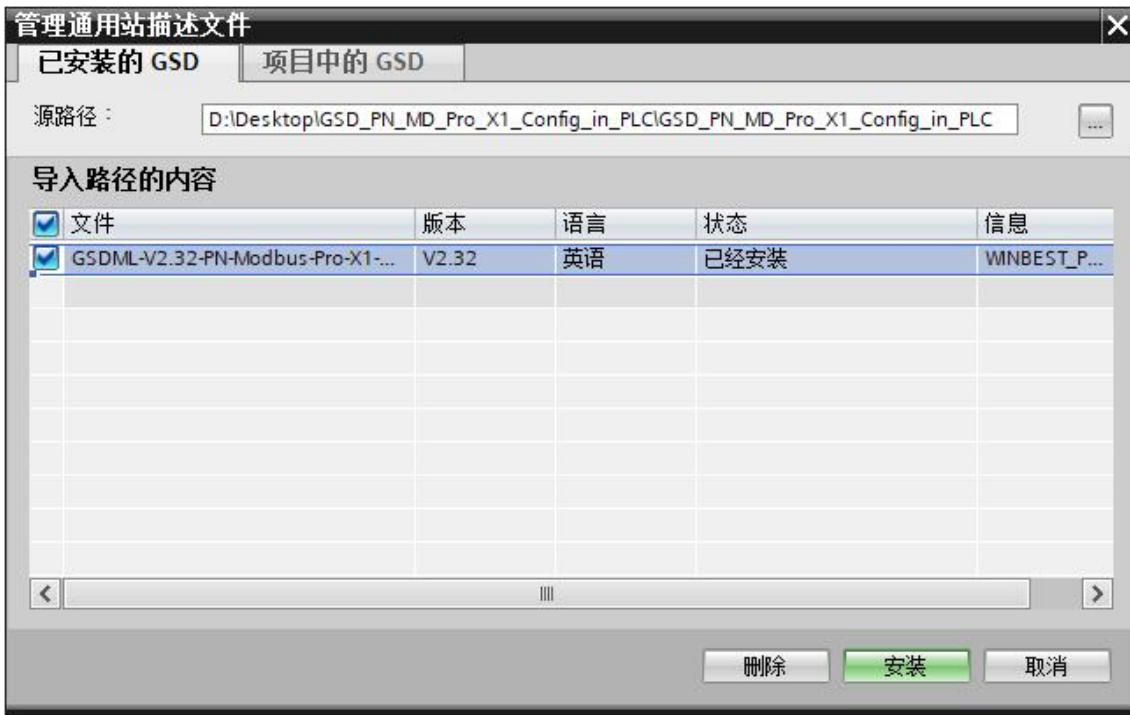 管理通用站描述文件
已安装的 GSD 项目中的 GSD
源路径： D:\Desktop\GSD_PN_MD_Pro_X1_Config_in_PLC\GSD_PN_MD_Pro_X1_Config_in_PLC ...
导入路径的内容
文件 版本 语言 状态 信息
GSDML-V2.32-PN-Modbus-Pro-X1-... V2.32 英语 已经安装 WINBEST_P...
删除 安装 取消